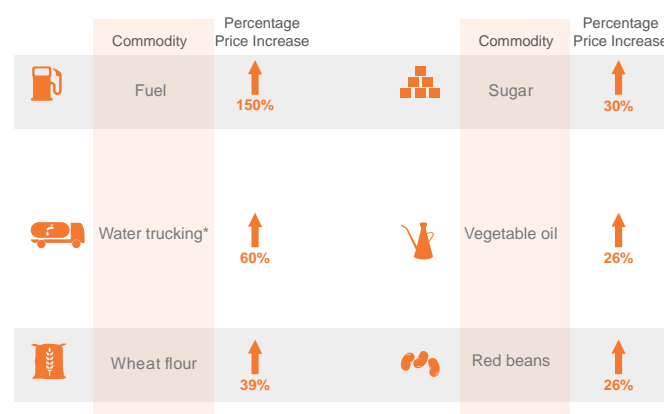 Percentage
Commodity Price Increase
Percentage
Commodity Price Increase
Fuel
150%
Sugar
30%
Water trucking*
60%
Vegetable oil
26%
Wheat flour
39%
Red beans
26%